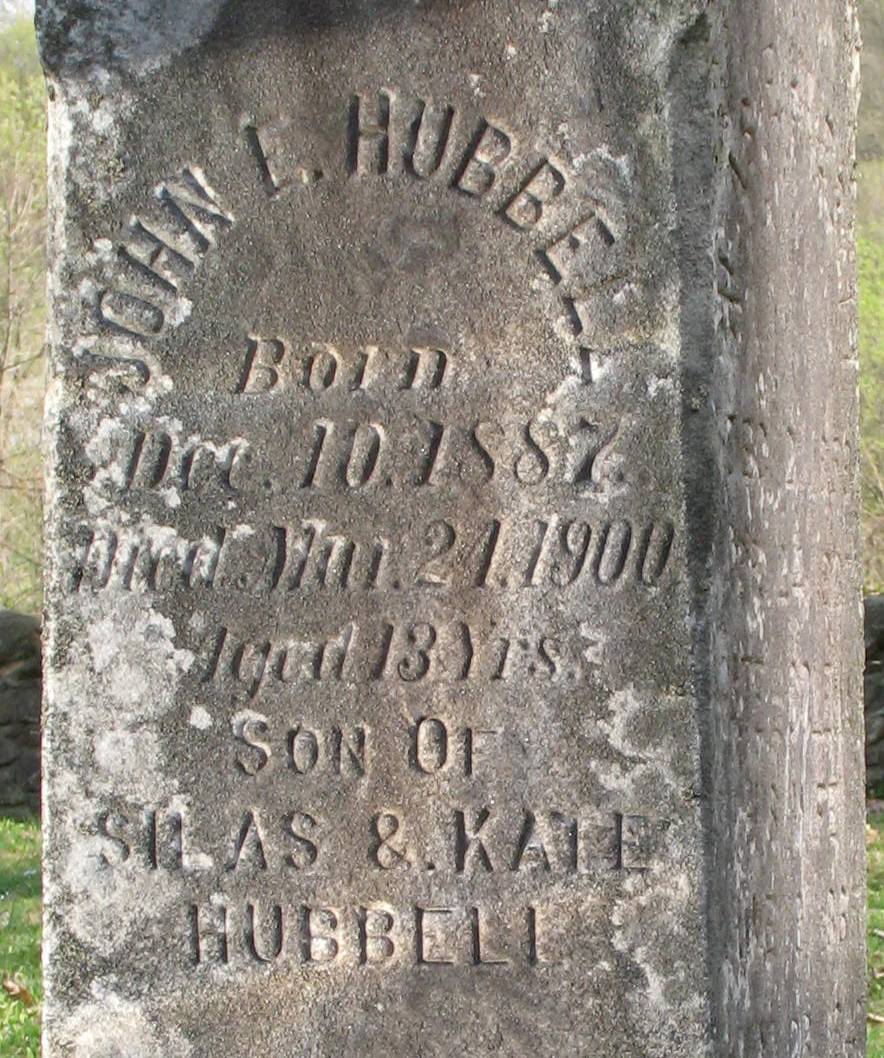 JOHN E. HUBBELL
Born
Dec. 10. 1887.
Died Mar. 21. 1900
Aged 13 Yrs.
SON OF
SILAS & KATE
HUBBELL